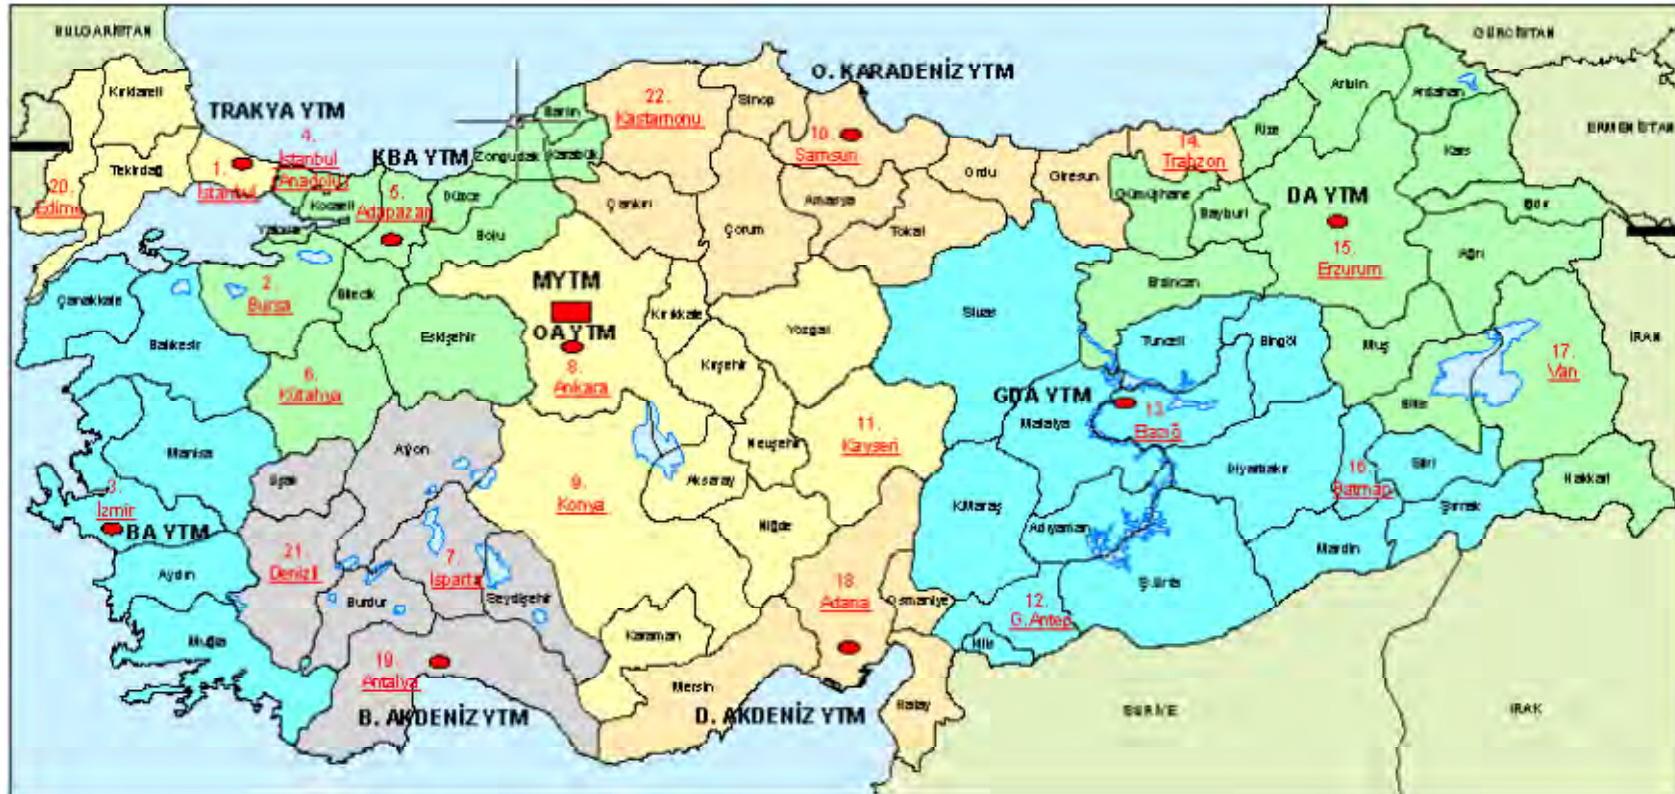 BULGARİSTAN
GÜRCİSTAN
ERMENİSTAN
İRAN
IRAK
SURİYE
TRAKYA YTM
KBA YTM
O. KARADENİZ YTM
DA YTM
MYTM
OA YTM
GDA YTM
BA YTM
B. AKDENİZ YTM
D. AKDENİZ YTM
Kırklareli
Tekirdağ
20.
Edirne
1.
İstanbul
4.
İstanbul
(Anadolu)
Kocaeli
Yalova
5.
Adapazarı
Düzce
Zonguldak
Bartın
Karabük
Bolu
22.
Kastamonu
Sinop
10.
Samsun
Çankırı
Çorum
Amasya
Tokat
Ordu
Giresun
14.
Trabzon
Gümüşhane
Bayburt
Rize
Artvin
Ardahan
Kars
Ağrı
15.
Erzurum
Erzincan
Çanakkale
Balıkesir
2.
Bursa
Bilecik
Eskişehir
6.
Kütahya
8.
Ankara
Kırıkkale
Kırşehir
Yozgat
Sivas
Tunceli
Bingöl
Muş
Bitlis
17.
Van
Hakkari
Manisa
3.
İzmir
Uşak
Afyon
9.
Konya
Aksaray
Nevşehir
11.
Kayseri
Niğde
Malatya
13.
Elazığ
Diyarbakır
16.
Batman
Siirt
Şırnak
Mardin
K.Maraş
Adıyaman
Ş.Urfa
12.
G.Antep
Kilis
Aydın
Muğla
21.
Denizli
Burdur
7.
Isparta
Seydişehir
19.
Antalya
Karaman
Mersin
18.
Adana
Osmaniye
Hatay